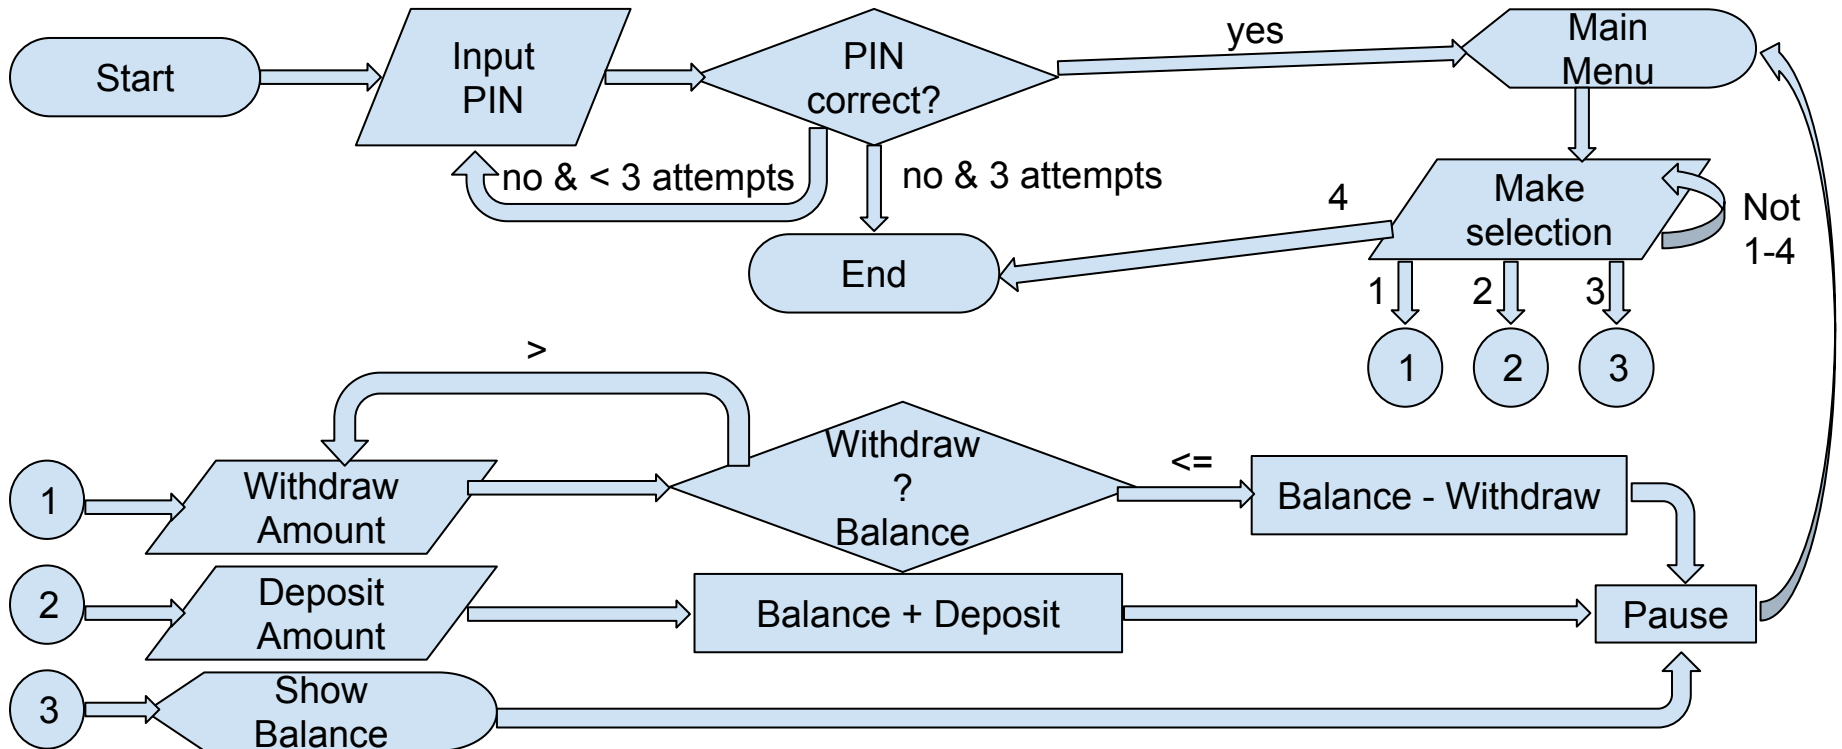 Start
Input
PIN
PIN
correct?
yes
Main
Menu
no & < 3 attempts
no & 3 attempts
4
Make
selection
Not
1-4
End
1
2
3
1
2
3
>
1
Withdraw
Amount
Withdraw
?
Balance
<=
Balance - Withdraw
2
Deposit
Amount
Balance + Deposit
Pause
3
Show
Balance